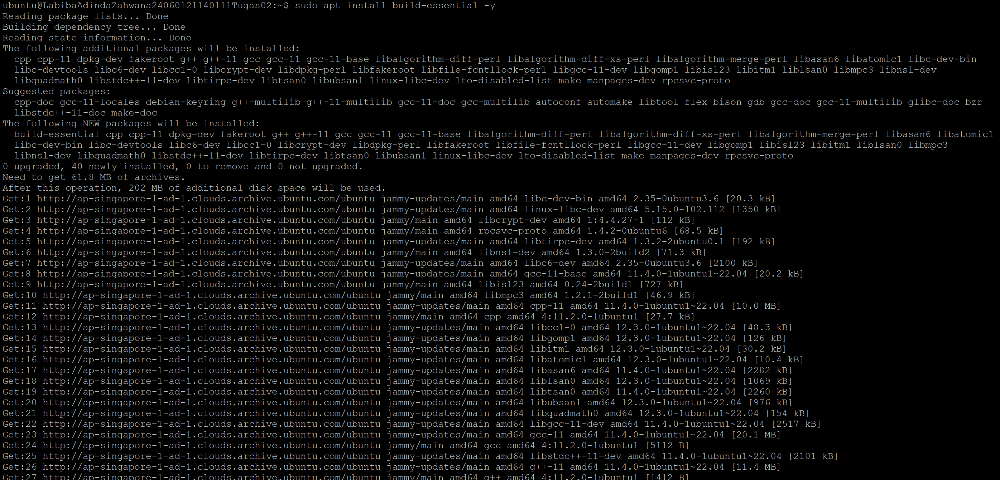 ubuntu@LabibaAdindaZahwana24060121140111Tugas02:~$ sudo apt install build-essential -y
Reading package lists... Done
Building dependency tree... Done
Reading state information... Done
The following additional packages will be installed:
  cpp cpp-11 dpkg-dev fakeroot g++ g++-11 gcc gcc-11 gcc-11-base libalgorithm-diff-perl libalgorithm-diff-xs-perl libalgorithm-merge-perl libasan6 libatomic1 libc-dev-bin
  libc-devtools libc6-dev libcc1-0 libcrypt-dev libdpkg-perl libfakeroot libfile-fcntllock-perl libgcc-11-dev libgomp1 libisl23 libitm1 liblsan0 libmpc3 libnsl-dev
  libquadmath0 libstdc++-11-dev libtirpc-dev libtsan0 libubsan1 linux-libc-dev lto-disabled-list make manpages-dev rpcsvc-proto
Suggested packages:
  cpp-doc gcc-11-locales debian-keyring g++-multilib g++-11-multilib gcc-11-doc gcc-multilib autoconf automake libtool flex bison gdb gcc-doc gcc-11-multilib glibc-doc bzr
  libstdc++-11-doc make-doc
The following NEW packages will be installed:
  build-essential cpp cpp-11 dpkg-dev fakeroot g++ g++-11 gcc gcc-11 gcc-11-base libalgorithm-diff-perl libalgorithm-diff-xs-perl libalgorithm-merge-perl libasan6 libatomic1
  libc-dev-bin libc-devtools libc6-dev libcc1-0 libcrypt-dev libdpkg-perl libfakeroot libfile-fcntllock-perl libgcc-11-dev libgomp1 libisl23 libitm1 liblsan0 libmpc3
  libnsl-dev libquadmath0 libstdc++-11-dev libtirpc-dev libtsan0 libubsan1 linux-libc-dev lto-disabled-list make manpages-dev rpcsvc-proto
0 upgraded, 40 newly installed, 0 to remove and 0 not upgraded.
Need to get 61.8 MB of archives.
After this operation, 202 MB of additional disk space will be used.
Get:1 http://ap-singapore-1-ad-1.clouds.archive.ubuntu.com/ubuntu jammy-updates/main amd64 libc-dev-bin amd64 2.35-0ubuntu3.6 [20.3 kB]
Get:2 http://ap-singapore-1-ad-1.clouds.archive.ubuntu.com/ubuntu jammy-updates/main amd64 linux-libc-dev amd64 5.15.0-102.112 [1350 kB]
Get:3 http://ap-singapore-1-ad-1.clouds.archive.ubuntu.com/ubuntu jammy/main amd64 libcrypt-dev amd64 1:4.4.27-1 [112 kB]
Get:4 http://ap-singapore-1-ad-1.clouds.archive.ubuntu.com/ubuntu jammy/main amd64 rpcsvc-proto amd64 1.4.2-0ubuntu6 [68.5 kB]
Get:5 http://ap-singapore-1-ad-1.clouds.archive.ubuntu.com/ubuntu jammy-updates/main amd64 libtirpc-dev amd64 1.3.2-2ubuntu0.1 [192 kB]
Get:6 http://ap-singapore-1-ad-1.clouds.archive.ubuntu.com/ubuntu jammy/main amd64 libnsl-dev amd64 1.3.0-2build2 [71.3 kB]
Get:7 http://ap-singapore-1-ad-1.clouds.archive.ubuntu.com/ubuntu jammy-updates/main amd64 libc6-dev amd64 2.35-0ubuntu3.6 [2100 kB]
Get:8 http://ap-singapore-1-ad-1.clouds.archive.ubuntu.com/ubuntu jammy-updates/main amd64 gcc-11-base amd64 11.4.0-1ubuntu1~22.04 [20.2 kB]
Get:9 http://ap-singapore-1-ad-1.clouds.archive.ubuntu.com/ubuntu jammy/main amd64 libisl23 amd64 0.24-2build1 [727 kB]
Get:10 http://ap-singapore-1-ad-1.clouds.archive.ubuntu.com/ubuntu jammy/main amd64 libmpc3 amd64 1.2.1-2build1 [46.9 kB]
Get:11 http://ap-singapore-1-ad-1.clouds.archive.ubuntu.com/ubuntu jammy-updates/main amd64 cpp-11 amd64 11.4.0-1ubuntu1~22.04 [10.0 MB]
Get:12 http://ap-singapore-1-ad-1.clouds.archive.ubuntu.com/ubuntu jammy/main amd64 cpp amd64 4:11.2.0-1ubuntu1 [27.7 kB]
Get:13 http://ap-singapore-1-ad-1.clouds.archive.ubuntu.com/ubuntu jammy-updates/main amd64 libcc1-0 amd64 12.3.0-1ubuntu1~22.04 [48.3 kB]
Get:14 http://ap-singapore-1-ad-1.clouds.archive.ubuntu.com/ubuntu jammy-updates/main amd64 libgomp1 amd64 12.3.0-1ubuntu1~22.04 [126 kB]
Get:15 http://ap-singapore-1-ad-1.clouds.archive.ubuntu.com/ubuntu jammy-updates/main amd64 libitm1 amd64 12.3.0-1ubuntu1~22.04 [30.2 kB]
Get:16 http://ap-singapore-1-ad-1.clouds.archive.ubuntu.com/ubuntu jammy-updates/main amd64 libatomic1 amd64 12.3.0-1ubuntu1~22.04 [10.4 kB]
Get:17 http://ap-singapore-1-ad-1.clouds.archive.ubuntu.com/ubuntu jammy-updates/main amd64 libasan6 amd64 11.4.0-1ubuntu1~22.04 [2282 kB]
Get:18 http://ap-singapore-1-ad-1.clouds.archive.ubuntu.com/ubuntu jammy-updates/main amd64 liblsan0 amd64 12.3.0-1ubuntu1~22.04 [1069 kB]
Get:19 http://ap-singapore-1-ad-1.clouds.archive.ubuntu.com/ubuntu jammy-updates/main amd64 libtsan0 amd64 11.4.0-1ubuntu1~22.04 [2260 kB]
Get:20 http://ap-singapore-1-ad-1.clouds.archive.ubuntu.com/ubuntu jammy-updates/main amd64 libubsan1 amd64 12.3.0-1ubuntu1~22.04 [976 kB]
Get:21 http://ap-singapore-1-ad-1.clouds.archive.ubuntu.com/ubuntu jammy-updates/main amd64 libquadmath0 amd64 12.3.0-1ubuntu1~22.04 [154 kB]
Get:22 http://ap-singapore-1-ad-1.clouds.archive.ubuntu.com/ubuntu jammy-updates/main amd64 libgcc-11-dev amd64 11.4.0-1ubuntu1~22.04 [2517 kB]
Get:23 http://ap-singapore-1-ad-1.clouds.archive.ubuntu.com/ubuntu jammy-updates/main amd64 gcc-11 amd64 11.4.0-1ubuntu1~22.04 [20.1 MB]
Get:24 http://ap-singapore-1-ad-1.clouds.archive.ubuntu.com/ubuntu jammy/main amd64 gcc amd64 4:11.2.0-1ubuntu1 [5112 B]
Get:25 http://ap-singapore-1-ad-1.clouds.archive.ubuntu.com/ubuntu jammy-updates/main amd64 libstdc++-11-dev amd64 11.4.0-1ubuntu1~22.04 [2101 kB]
Get:26 http://ap-singapore-1-ad-1.clouds.archive.ubuntu.com/ubuntu jammy-updates/main amd64 g++-11 amd64 11.4.0-1ubuntu1~22.04 [11.4 MB]
Get:27 http://ap-singapore-1-ad-1.clouds.archive.ubuntu.com/ubuntu jammy/main amd64 g++ amd64 4:11.2.0-1ubuntu1 [1412 B]